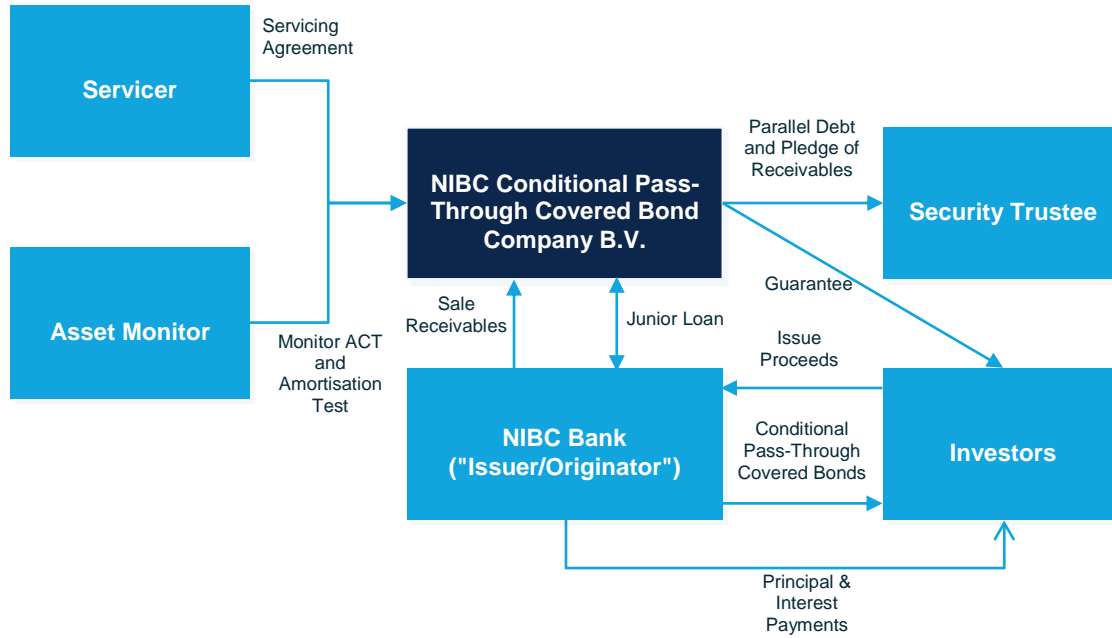 Servicing
Agreement
Servicer
NIBC Conditional Pass-
Through Covered Bond
Company B.V.
Parallel Debt
and Pledge of
Receivables
Security Trustee
Asset Monitor
Monitor ACT
and
Amortisation
Test
Sale
Receivables
Junior Loan
Guarantee
Issue
Proceeds
NIBC Bank
("Issuer/Originator")
Conditional
Pass-Through
Covered Bonds
Investors
Principal &
Interest
Payments